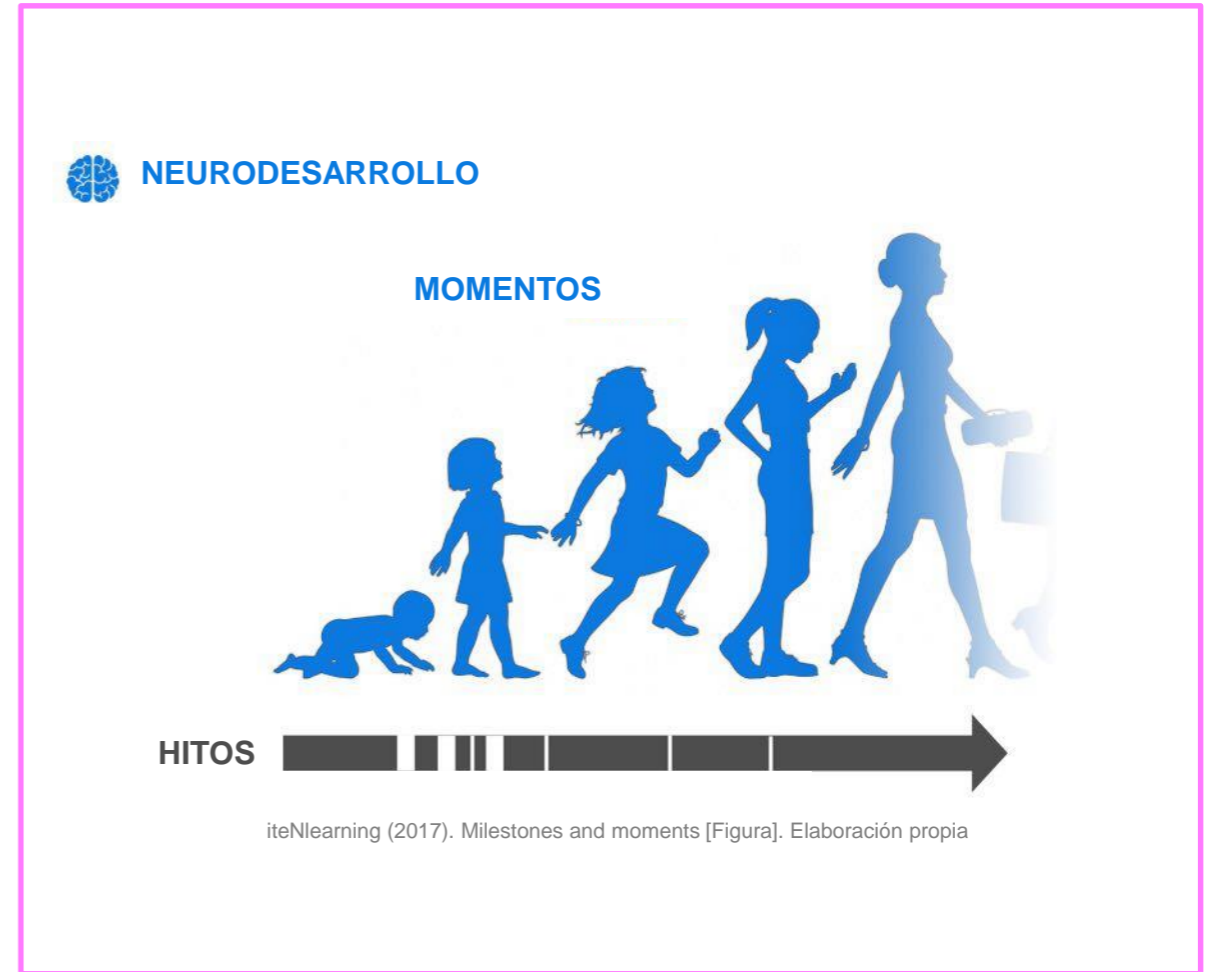 NEURODESARROLLO
MOMENTOS
HITOS
iteNlearning (2017). Milestones and moments [Figura]. Elaboración propia